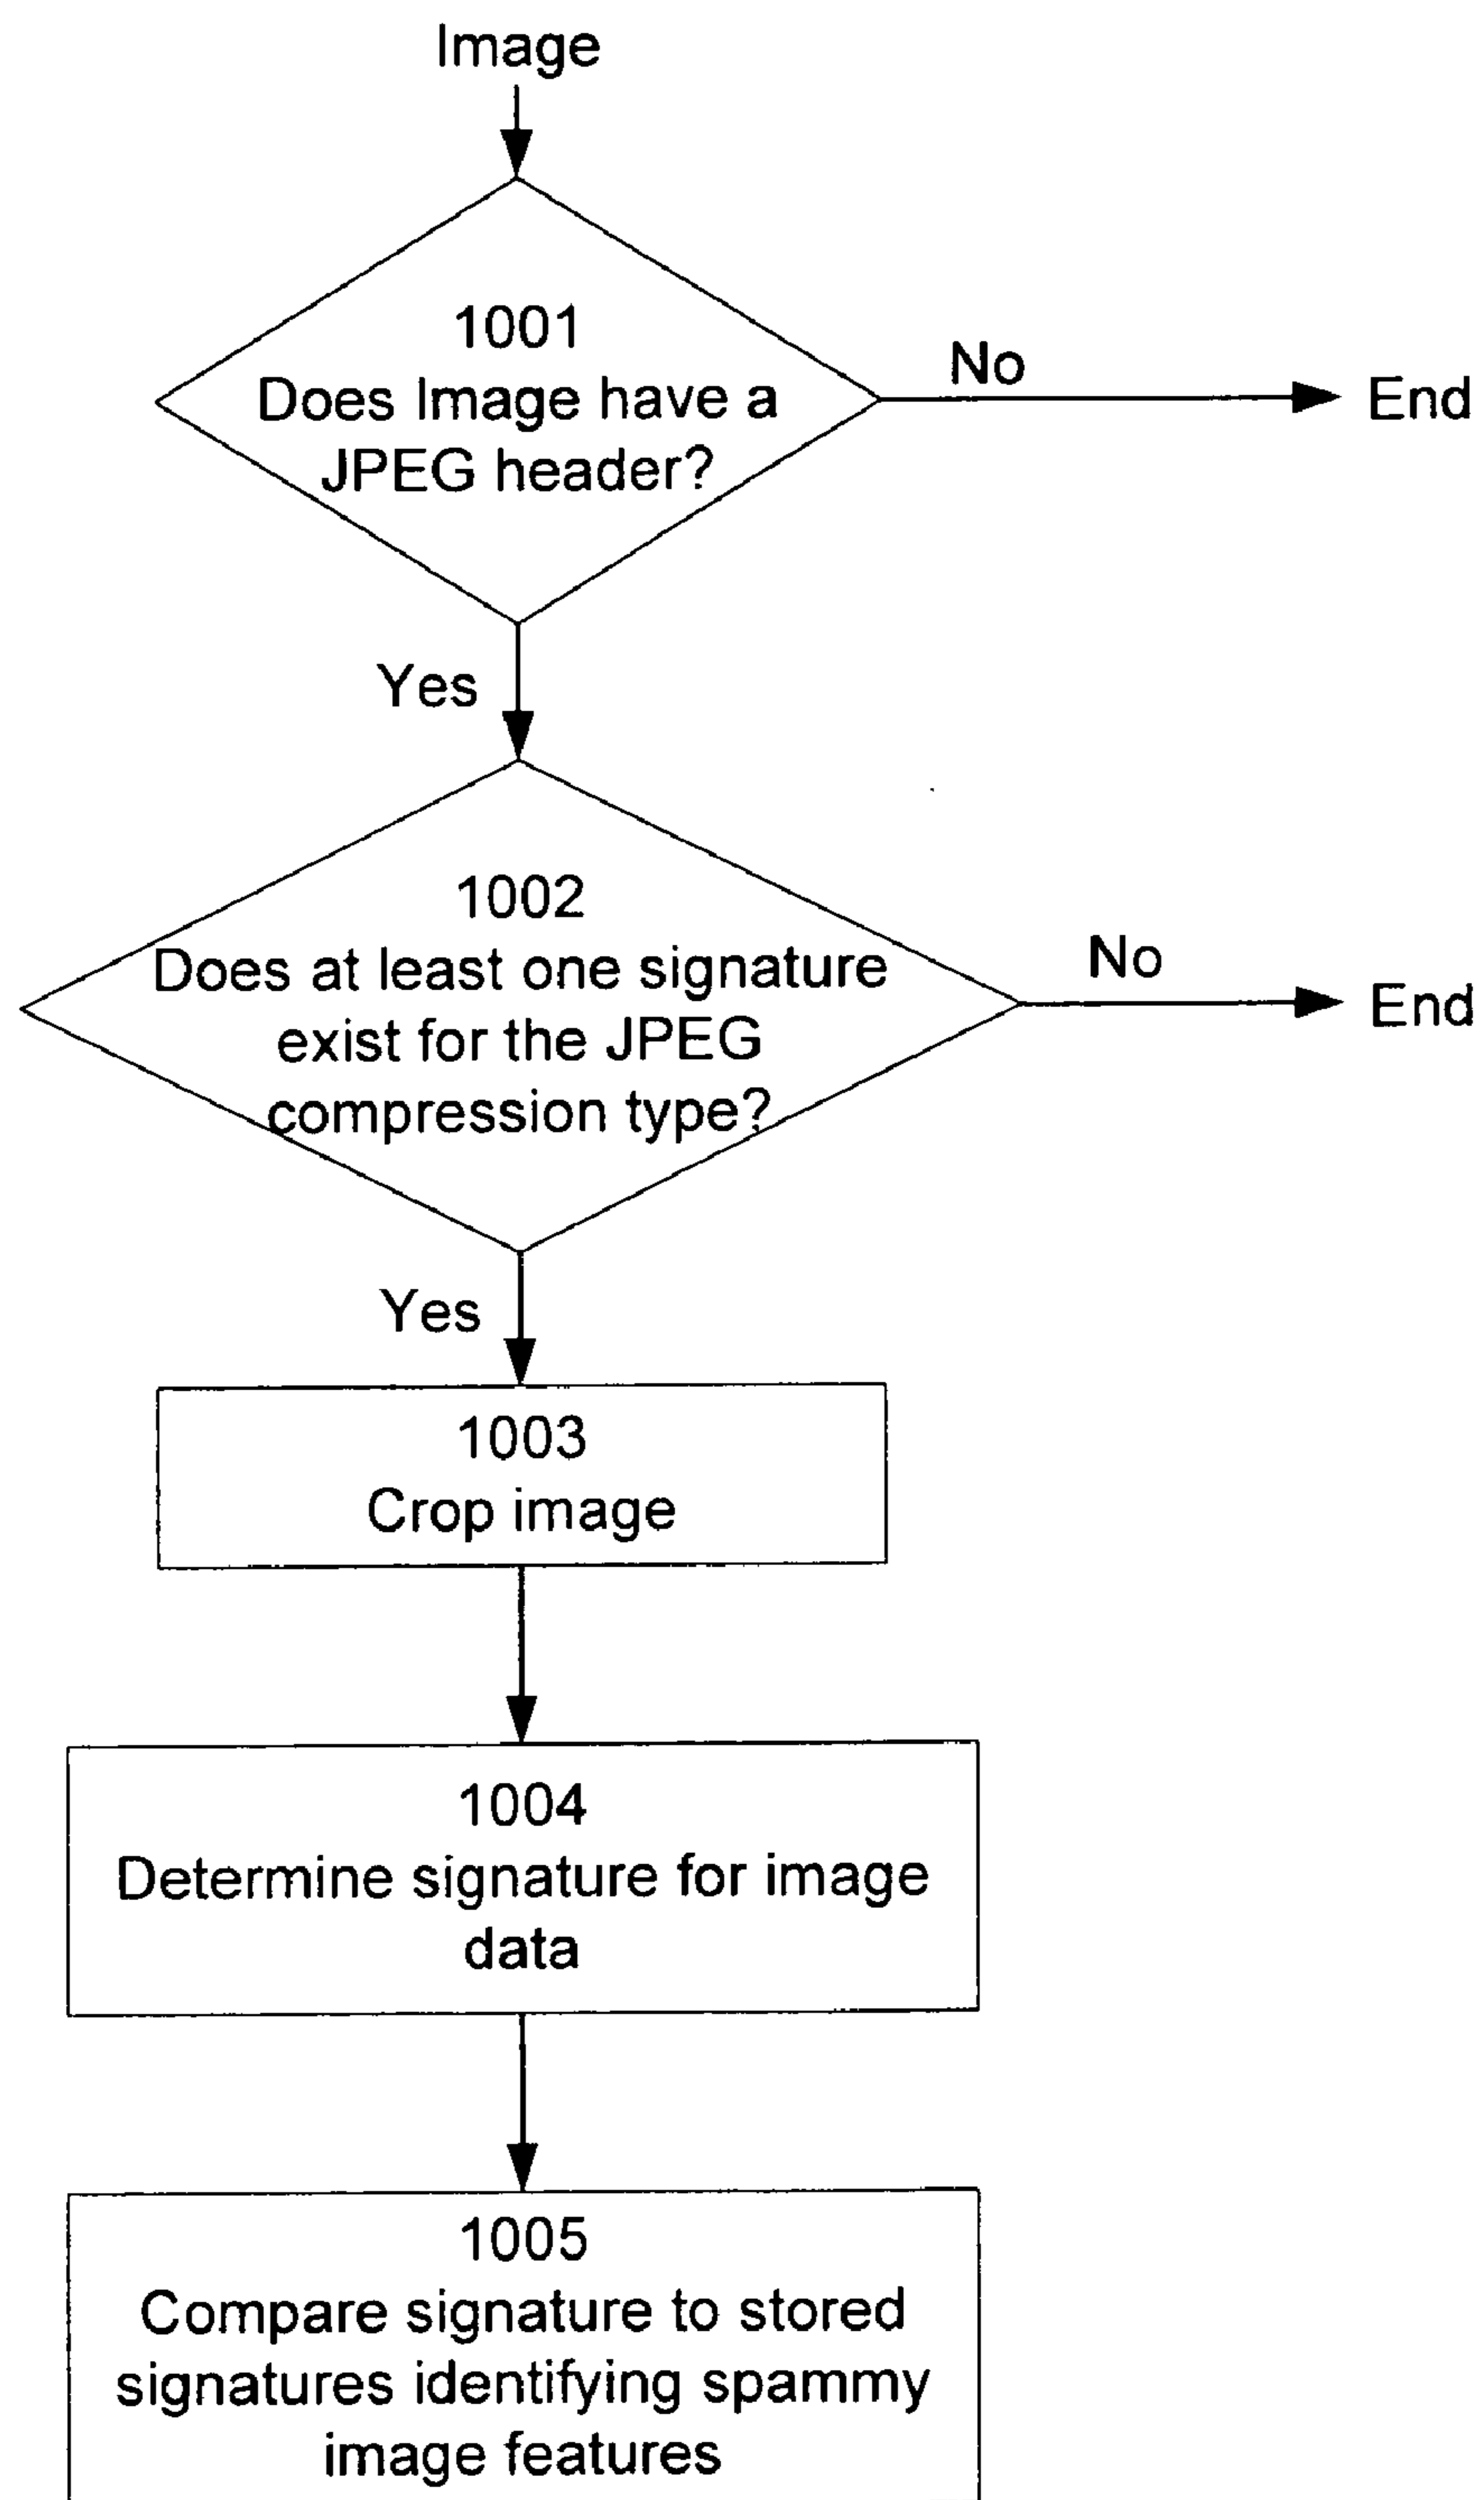 Image
1001
Does Image have a
JPEG header?
No
End
Yes
1002
Does at least one signature
exist for the JPEG
compression type?
No
End
Yes
1003
Crop image
1004
Determine signature for image
data
1005
Compare signature to stored
signatures identifying spammy
image features